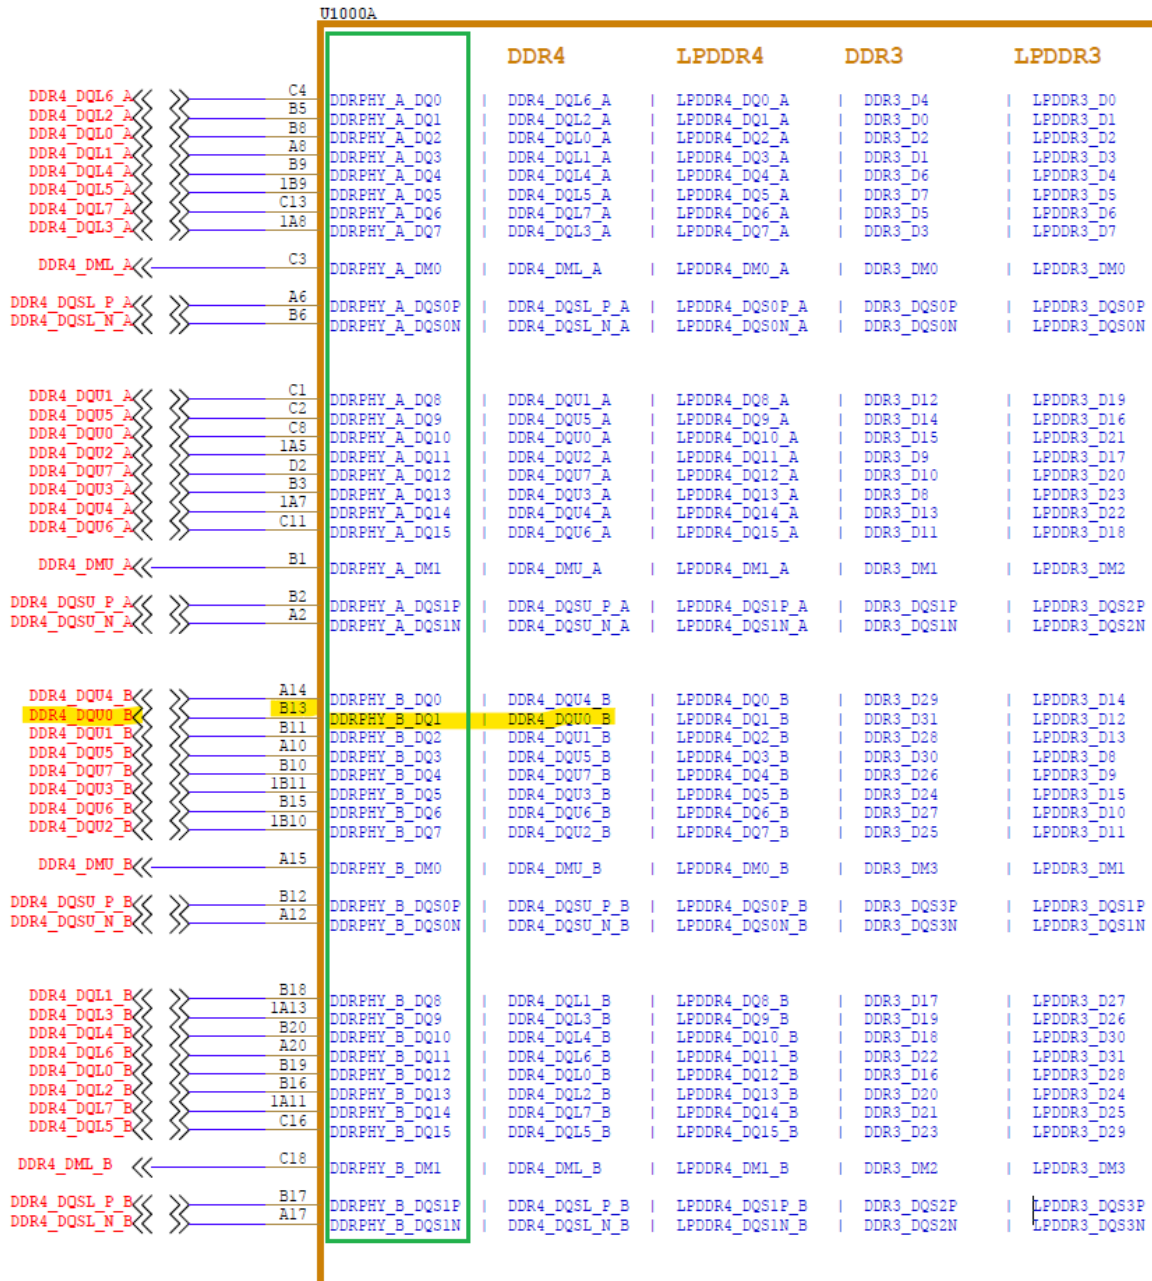 U1000A
DDR4 LPDDR4 DDR3 LPDDR3
DDR4_DQL6_A C4 DDRPHY_A_DQ0 | DDR4_DQL6_A | LPDDR4_DQ0_A | DDR3_D4 | LPDDR3_D0
DDR4_DQL2_A B5 DDRPHY_A_DQ1 | DDR4_DQL2_A | LPDDR4_DQ1_A | DDR3_D0 | LPDDR3_D1
DDR4_DQL0_A B8 DDRPHY_A_DQ2 | DDR4_DQL0_A | LPDDR4_DQ2_A | DDR3_D2 | LPDDR3_D2
DDR4_DQL1_A A8 DDRPHY_A_DQ3 | DDR4_DQL1_A | LPDDR4_DQ3_A | DDR3_D1 | LPDDR3_D3
DDR4_DQL4_A B9 DDRPHY_A_DQ4 | DDR4_DQL4_A | LPDDR4_DQ4_A | DDR3_D6 | LPDDR3_D4
DDR4_DQL5_A 1B9 DDRPHY_A_DQ5 | DDR4_DQL5_A | LPDDR4_DQ5_A | DDR3_D7 | LPDDR3_D5
DDR4_DQL7_A C13 DDRPHY_A_DQ6 | DDR4_DQL7_A | LPDDR4_DQ6_A | DDR3_D5 | LPDDR3_D6
DDR4_DQL3_A 1A8 DDRPHY_A_DQ7 | DDR4_DQL3_A | LPDDR4_DQ7_A | DDR3_D3 | LPDDR3_D7
DDR4_DML_A C3 DDRPHY_A_DM0 | DDR4_DML_A | LPDDR4_DM0_A | DDR3_DM0 | LPDDR3_DM0
DDR4_DQSL_P_A A6 DDRPHY_A_DQS0P | DDR4_DQSL_P_A | LPDDR4_DQS0P_A | DDR3_DQS0P | LPDDR3_DQS0P
DDR4_DQSL_N_A B6 DDRPHY_A_DQS0N | DDR4_DQSL_N_A | LPDDR4_DQS0N_A | DDR3_DQS0N | LPDDR3_DQS0N
DDR4_DQU1_A C1 DDRPHY_A_DQ8 | DDR4_DQU1_A | LPDDR4_DQ8_A | DDR3_D12 | LPDDR3_D19
DDR4_DQU5_A C2 DDRPHY_A_DQ9 | DDR4_DQU5_A | LPDDR4_DQ9_A | DDR3_D14 | LPDDR3_D16
DDR4_DQU0_A C8 DDRPHY_A_DQ10 | DDR4_DQU0_A | LPDDR4_DQ10_A | DDR3_D15 | LPDDR3_D21
DDR4_DQU2_A 1A5 DDRPHY_A_DQ11 | DDR4_DQU2_A | LPDDR4_DQ11_A | DDR3_D9 | LPDDR3_D17
DDR4_DQU7_A D2 DDRPHY_A_DQ12 | DDR4_DQU7_A | LPDDR4_DQ12_A | DDR3_D10 | LPDDR3_D20
DDR4_DQU3_A B3 DDRPHY_A_DQ13 | DDR4_DQU3_A | LPDDR4_DQ13_A | DDR3_D8 | LPDDR3_D23
DDR4_DQU4_A 1A7 DDRPHY_A_DQ14 | DDR4_DQU4_A | LPDDR4_DQ14_A | DDR3_D13 | LPDDR3_D22
DDR4_DQU6_A C11 DDRPHY_A_DQ15 | DDR4_DQU6_A | LPDDR4_DQ15_A | DDR3_D11 | LPDDR3_D18
DDR4_DMU_A B1 DDRPHY_A_DM1 | DDR4_DMU_A | LPDDR4_DM1_A | DDR3_DM1 | LPDDR3_DM2
DDR4_DQSU_P_A B2 DDRPHY_A_DQS1P | DDR4_DQSU_P_A | LPDDR4_DQS1P_A | DDR3_DQS1P | LPDDR3_DQS2P
DDR4_DQSU_N_A A2 DDRPHY_A_DQS1N | DDR4_DQSU_N_A | LPDDR4_DQS1N_A | DDR3_DQS1N | LPDDR3_DQS2N
DDR4_DQU4_B A14 DDRPHY_B_DQ0 | DDR4_DQU4_B | LPDDR4_DQ0_B | DDR3_D29 | LPDDR3_D14
DDR4_DQU0_B B13 DDRPHY_B_DQ1 | DDR4_DQU0_B | LPDDR4_DQ1_B | DDR3_D31 | LPDDR3_D12
DDR4_DQU1_B B11 DDRPHY_B_DQ2 | DDR4_DQU1_B | LPDDR4_DQ2_B | DDR3_D28 | LPDDR3_D13
DDR4_DQU5_B A10 DDRPHY_B_DQ3 | DDR4_DQU5_B | LPDDR4_DQ3_B | DDR3_D30 | LPDDR3_D8
DDR4_DQU7_B B10 DDRPHY_B_DQ4 | DDR4_DQU7_B | LPDDR4_DQ4_B | DDR3_D26 | LPDDR3_D9
DDR4_DQU3_B 1B11 DDRPHY_B_DQ5 | DDR4_DQU3_B | LPDDR4_DQ5_B | DDR3_D24 | LPDDR3_D15
DDR4_DQU6_B B15 DDRPHY_B_DQ6 | DDR4_DQU6_B | LPDDR4_DQ6_B | DDR3_D27 | LPDDR3_D10
DDR4_DQU2_B 1B10 DDRPHY_B_DQ7 | DDR4_DQU2_B | LPDDR4_DQ7_B | DDR3_D25 | LPDDR3_D11
DDR4_DMU_B A15 DDRPHY_B_DM0 | DDR4_DMU_B | LPDDR4_DM0_B | DDR3_DM3 | LPDDR3_DM1
DDR4_DQSU_P_B B12 DDRPHY_B_DQS0P | DDR4_DQSU_P_B | LPDDR4_DQS0P_B | DDR3_DQS3P | LPDDR3_DQS1P
DDR4_DQSU_N_B A12 DDRPHY_B_DQS0N | DDR4_DQSU_N_B | LPDDR4_DQS0N_B | DDR3_DQS3N | LPDDR3_DQS1N
DDR4_DQL1_B B18 DDRPHY_B_DQ8 | DDR4_DQL1_B | LPDDR4_DQ8_B | DDR3_D17 | LPDDR3_D27
DDR4_DQL3_B 1A13 DDRPHY_B_DQ9 | DDR4_DQL3_B | LPDDR4_DQ9_B | DDR3_D19 | LPDDR3_D26
DDR4_DQL4_B B20 DDRPHY_B_DQ10 | DDR4_DQL4_B | LPDDR4_DQ10_B | DDR3_D18 | LPDDR3_D30
DDR4_DQL6_B A20 DDRPHY_B_DQ11 | DDR4_DQL6_B | LPDDR4_DQ11_B | DDR3_D22 | LPDDR3_D31
DDR4_DQL0_B B19 DDRPHY_B_DQ12 | DDR4_DQL0_B | LPDDR4_DQ12_B | DDR3_D16 | LPDDR3_D28
DDR4_DQL2_B B16 DDRPHY_B_DQ13 | DDR4_DQL2_B | LPDDR4_DQ13_B | DDR3_D20 | LPDDR3_D24
DDR4_DQL7_B 1A11 DDRPHY_B_DQ14 | DDR4_DQL7_B | LPDDR4_DQ14_B | DDR3_D21 | LPDDR3_D25
DDR4_DQL5_B C16 DDRPHY_B_DQ15 | DDR4_DQL5_B | LPDDR4_DQ15_B | DDR3_D23 | LPDDR3_D29
DDR4_DML_B C18 DDRPHY_B_DM1 | DDR4_DML_B | LPDDR4_DM1_B | DDR3_DM2 | LPDDR3_DM3
DDR4_DQSL_P_B B17 DDRPHY_B_DQS1P | DDR4_DQSL_P_B | LPDDR4_DQS1P_B | DDR3_DQS2P | LPDDR3_DQS3P
DDR4_DQSL_N_B A17 DDRPHY_B_DQS1N | DDR4_DQSL_N_B | LPDDR4_DQS1N_B | DDR3_DQS2N | LPDDR3_DQS3N